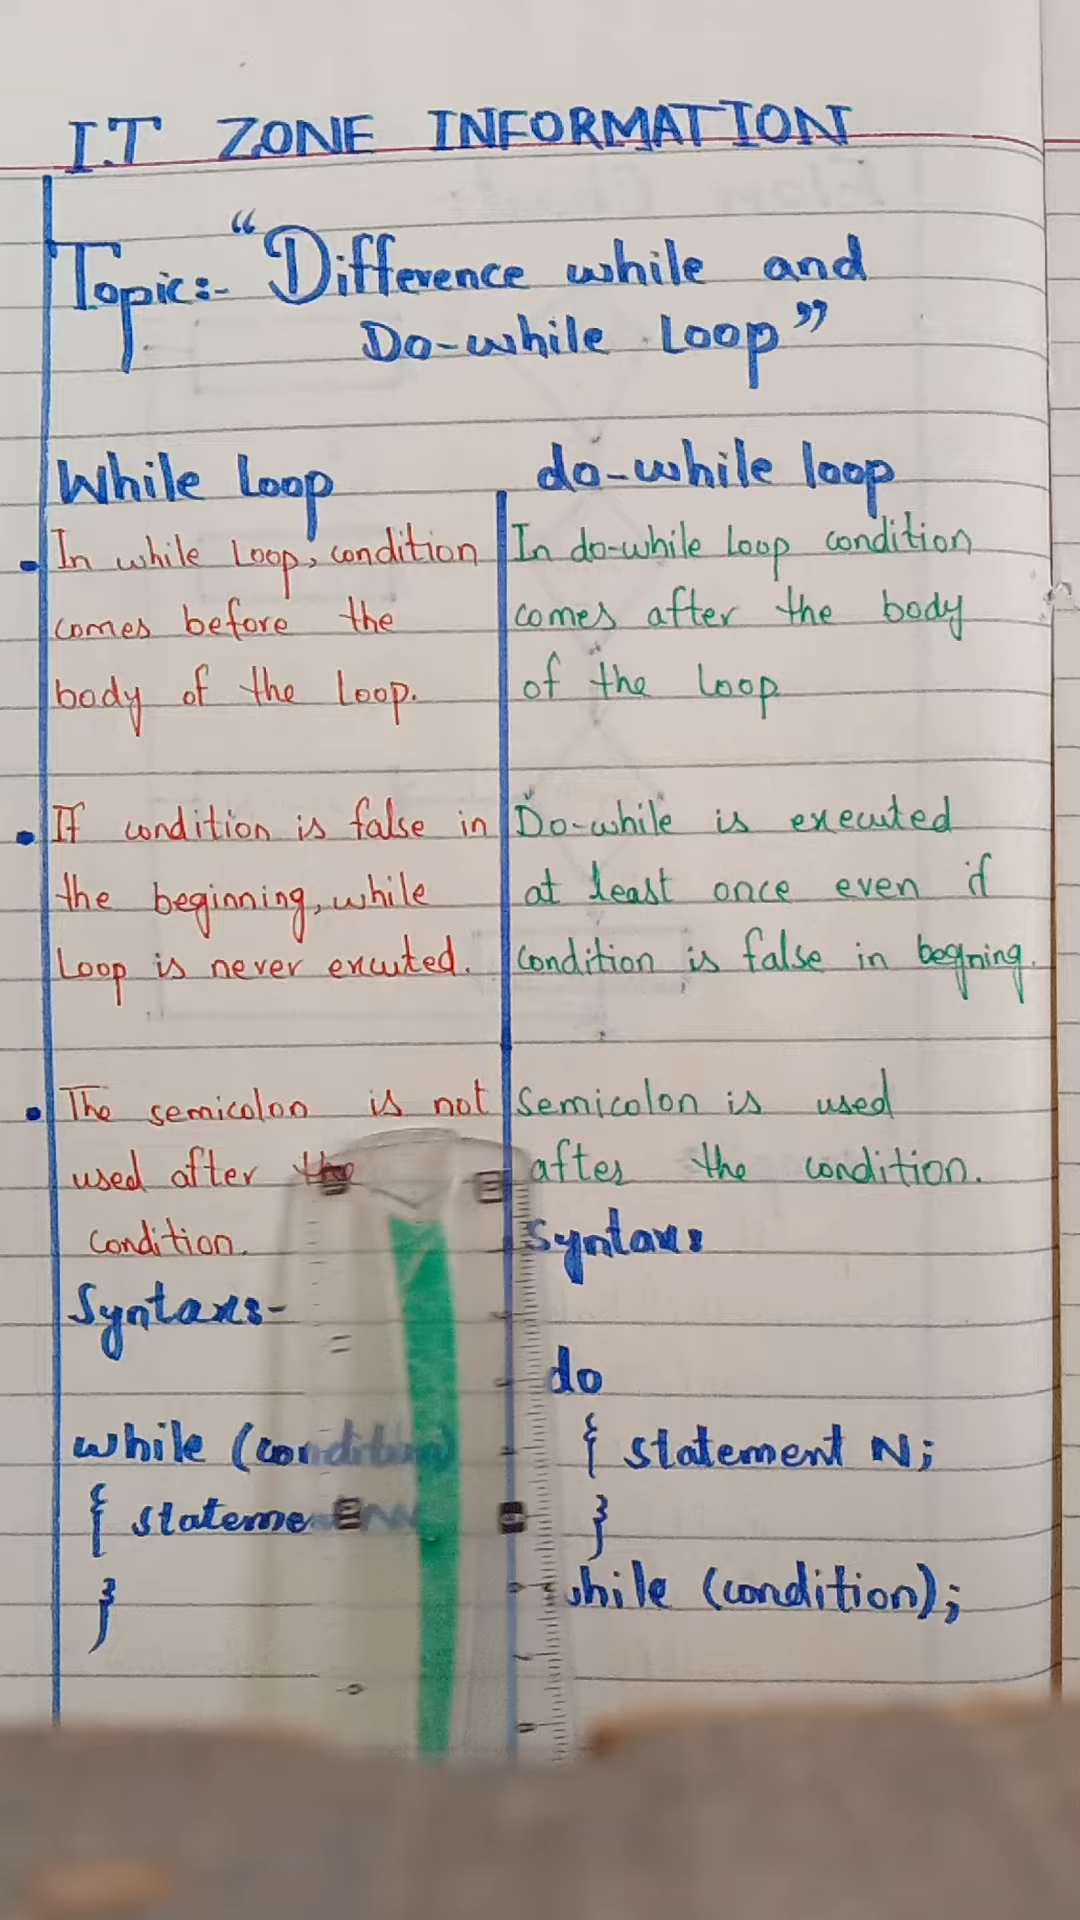 I.T ZONE INFORMATION
Topic:- "Difference while and
Do-while Loop"
While Loop
In while Loop, condition
comes before the
body of the Loop.
If condition is false in
the beginning, while
Loop is never excuted.
The semicolon is not
used after the
condition.
Syntaxs-
while (condition)
{ stateme
}
do-while loop
In do-while Loop condition
comes after the body
of the Loop
Do-while is executed
at least once even if
condition is false in begning.
Semicolon is used
after the condition.
Syntax:
do
{ statement N;
}
while (condition);